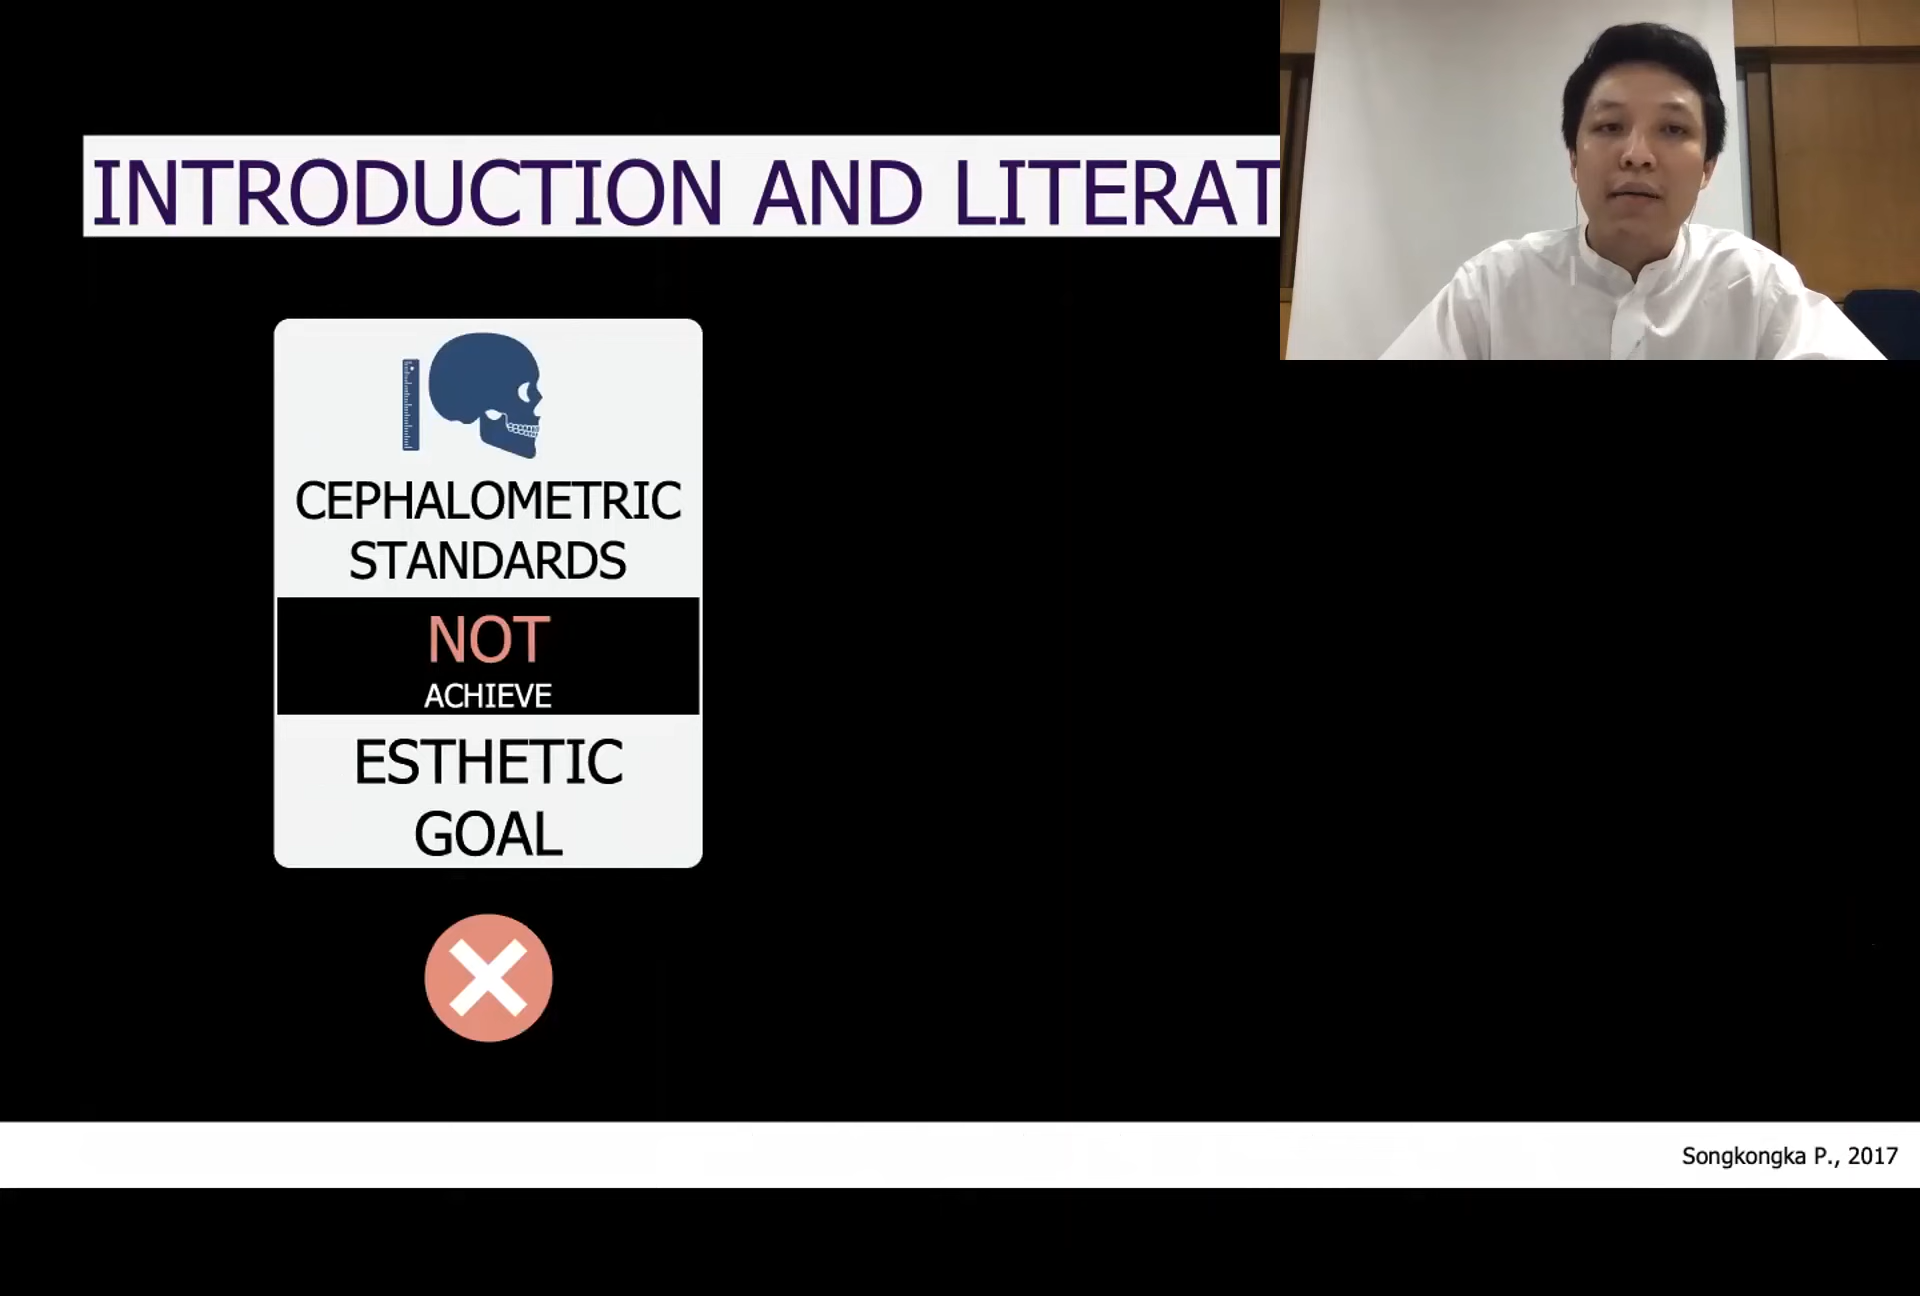 INTRODUCTION AND LITERAT
CEPHALOMETRIC
STANDARDS
NOT
ACHIEVE
ESTHETIC
GOAL
Songkongka P., 2017